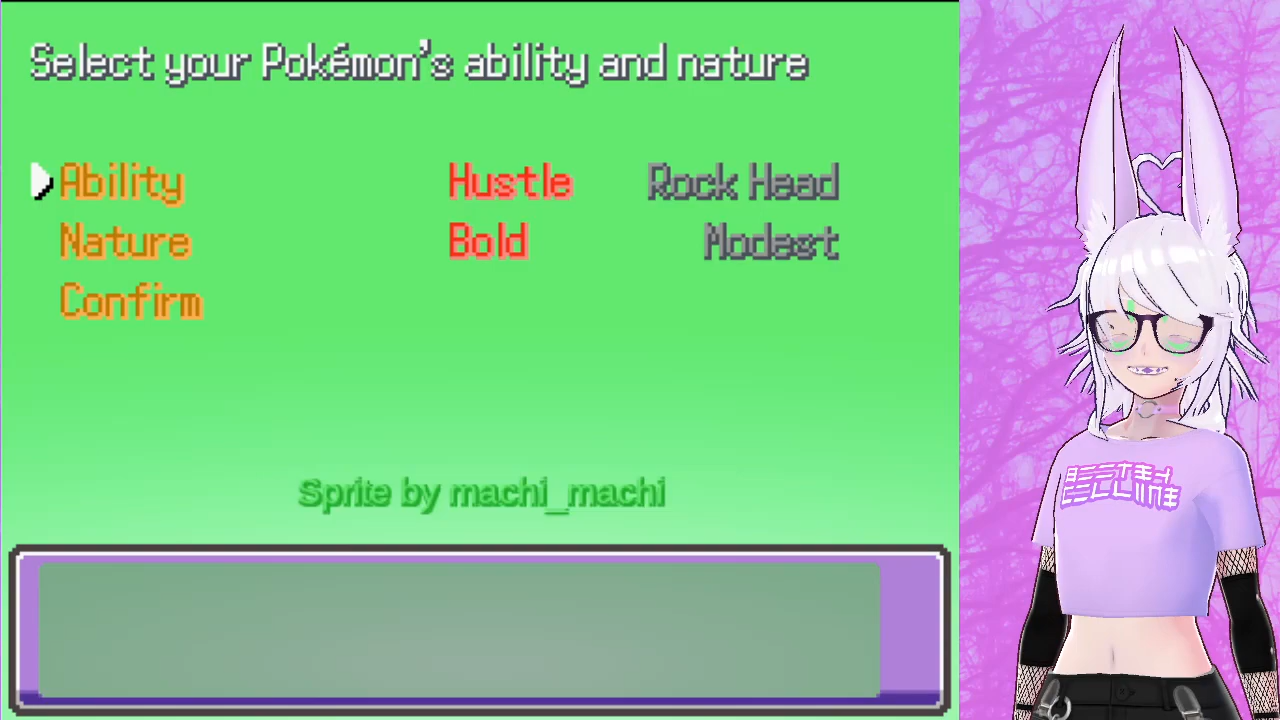 Select your Pokémon's ability and nature
Ability Hustle Rock Head
Nature Bold Modest
Confirm
Sprite by machi_machi